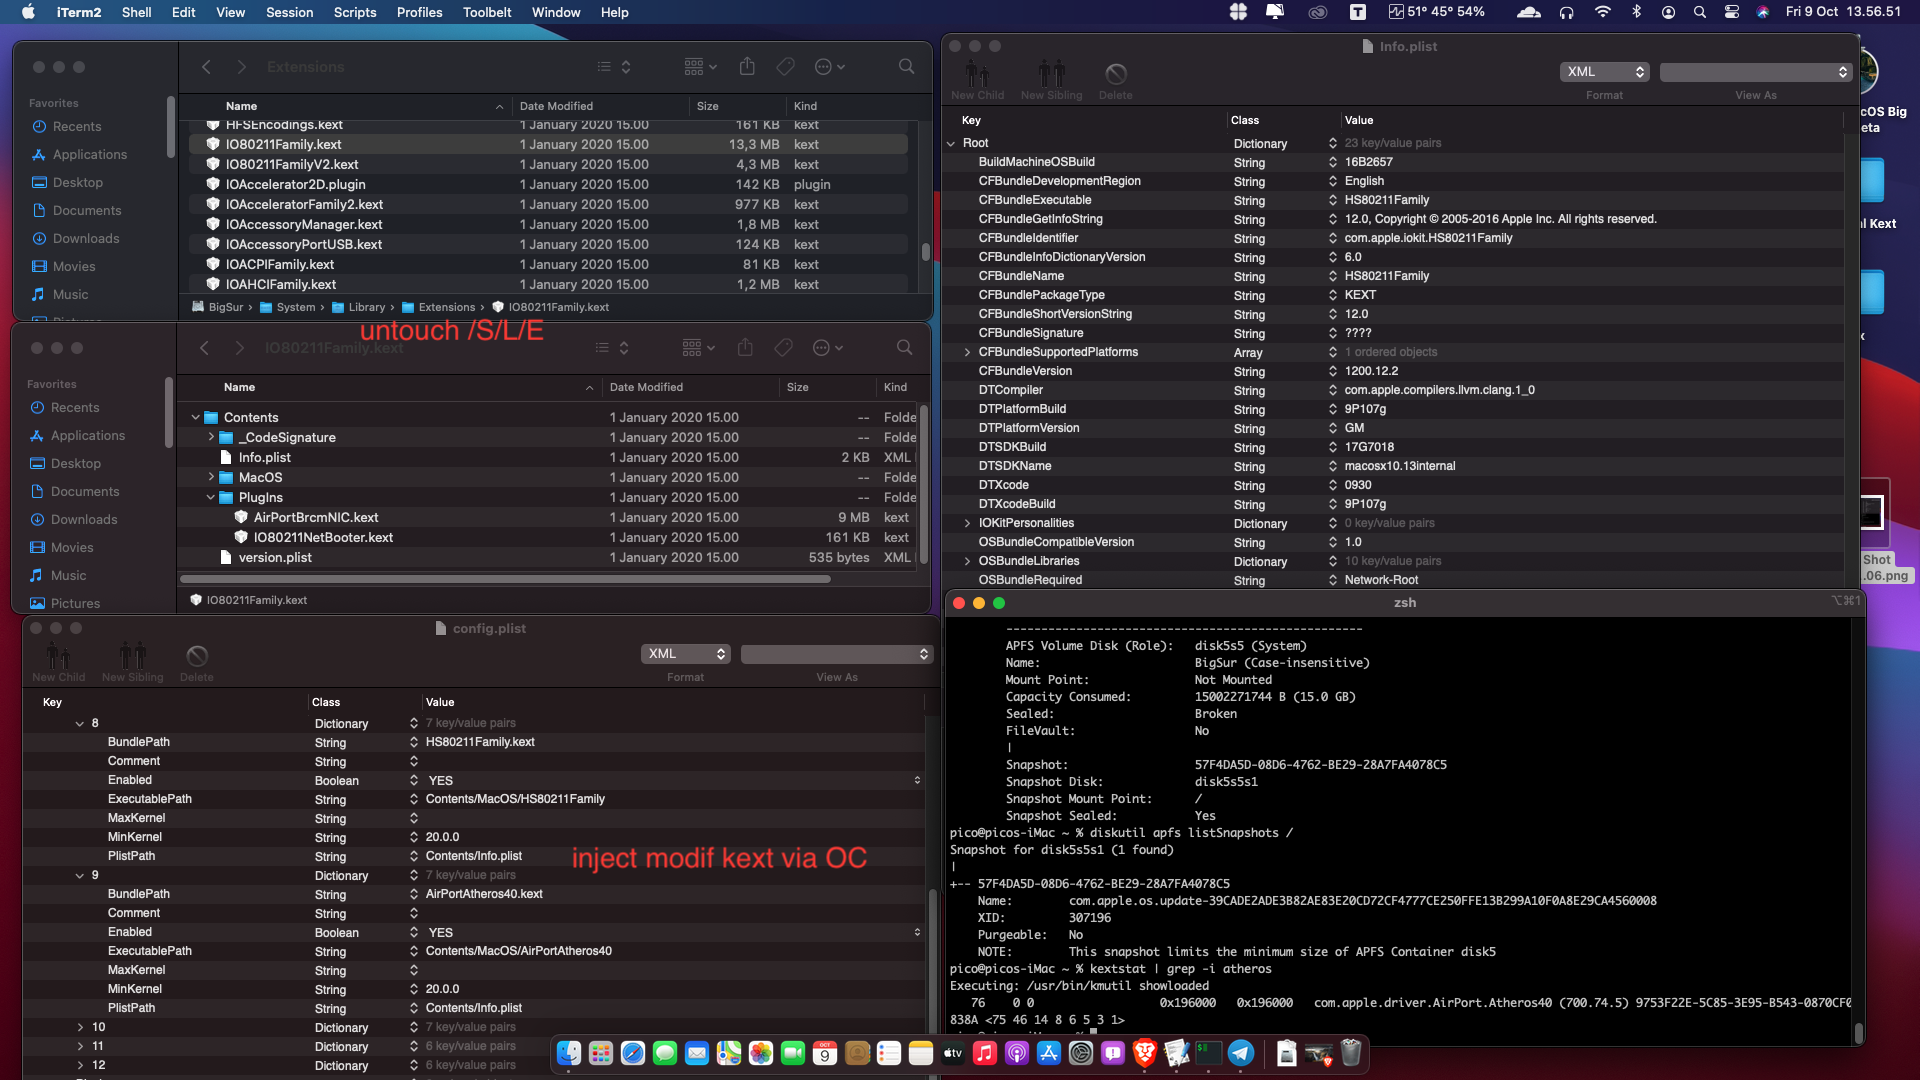 iTerm2 Shell Edit View Session Scripts Profiles Toolbelt Window Help
51° 45° 54% Fri 9 Oct 13.56.51
Extensions
Favorites
Recents
Applications
Desktop
Documents
Downloads
Movies
Music
Name Date Modified Size Kind
HFSEncodings.kext 1 January 2020 15.00 161 KB kext
IO80211Family.kext 1 January 2020 15.00 13,3 MB kext
IO80211FamilyV2.kext 1 January 2020 15.00 4,3 MB kext
IOAccelerator2D.plugin 1 January 2020 15.00 142 KB plugin
IOAcceleratorFamily2.kext 1 January 2020 15.00 977 KB kext
IOAccessoryManager.kext 1 January 2020 15.00 1,8 MB kext
IOAccessoryPortUSB.kext 1 January 2020 15.00 124 KB kext
IOACPIFamily.kext 1 January 2020 15.00 81 KB kext
IOAHCIFamily.kext 1 January 2020 15.00 1,2 MB kext
BigSur › System › Library › Extensions › IO80211Family.kext
untouch /S/L/E
IO80211Family.kext
Favorites
Recents
Applications
Desktop
Documents
Downloads
Movies
Music
Pictures
Name Date Modified Size Kind
Contents 1 January 2020 15.00 -- Folde
_CodeSignature 1 January 2020 15.00 -- Folde
Info.plist 1 January 2020 15.00 2 KB XML
MacOS 1 January 2020 15.00 -- Folde
PlugIns 1 January 2020 15.00 -- Folde
AirPortBrcmNIC.kext 1 January 2020 15.00 9 MB kext
IO80211NetBooter.kext 1 January 2020 15.00 161 KB kext
version.plist 1 January 2020 15.00 535 bytes XML
IO80211Family.kext
config.plist
New Child New Sibling Delete
XML
Format View As
Key Class Value
8 Dictionary 7 key/value pairs
BundlePath String HS80211Family.kext
Comment String
Enabled Boolean YES
ExecutablePath String Contents/MacOS/HS80211Family
MaxKernel String
MinKernel String 20.0.0
PlistPath String Contents/Info.plist
inject modif kext via OC
9 Dictionary 7 key/value pairs
BundlePath String AirPortAtheros40.kext
Comment String
Enabled Boolean YES
ExecutablePath String Contents/MacOS/AirPortAtheros40
MaxKernel String
MinKernel String 20.0.0
PlistPath String Contents/Info.plist
10 Dictionary 7 key/value pairs
11 Dictionary 6 key/value pairs
12 Dictionary 6 key/value pairs
Info.plist
New Child New Sibling Delete
XML
Format View As
Key Class Value
Root Dictionary 23 key/value pairs
BuildMachineOSBuild String 16B2657
CFBundleDevelopmentRegion String English
CFBundleExecutable String HS80211Family
CFBundleGetInfoString String 12.0, Copyright © 2005-2016 Apple Inc. All rights reserved.
CFBundleIdentifier String com.apple.iokit.HS80211Family
CFBundleInfoDictionaryVersion String 6.0
CFBundleName String HS80211Family
CFBundlePackageType String KEXT
CFBundleShortVersionString String 12.0
CFBundleSignature String ????
CFBundleSupportedPlatforms Array 1 ordered objects
CFBundleVersion String 1200.12.2
DTCompiler String com.apple.compilers.llvm.clang.1_0
DTPlatformBuild String 9P107g
DTPlatformVersion String GM
DTSDKBuild String 17G7018
DTSDKName String macosx10.13internal
DTXcode String 0930
DTXcodeBuild String 9P107g
IOKitPersonalities Dictionary 0 key/value pairs
OSBundleCompatibleVersion String 1.0
OSBundleLibraries Dictionary 10 key/value pairs
OSBundleRequired String Network-Root
zsh ⌥⌘1
---------------------------------------------------
APFS Volume Disk (Role): disk5s5 (System)
Name: BigSur (Case-insensitive)
Mount Point: Not Mounted
Capacity Consumed: 15002271744 B (15.0 GB)
Sealed: Broken
FileVault: No
|
Snapshot: 57F4DA5D-08D6-4762-BE29-28A7FA4078C5
Snapshot Disk: disk5s5s1
Snapshot Mount Point: /
Snapshot Sealed: Yes
pico@picos-iMac ~ % diskutil apfs listSnapshots /
Snapshot for disk5s5s1 (1 found)
|
+-- 57F4DA5D-08D6-4762-BE29-28A7FA4078C5
Name: com.apple.os.update-39CADE2ADE3B82AE83E20CD72CF4777CE250FFE13B299A10F0A8E29CA4560008
XID: 307196
Purgeable: No
NOTE: This snapshot limits the minimum size of APFS Container disk5
pico@picos-iMac ~ % kextstat | grep -i atheros
Executing: /usr/bin/kmutil showloaded
76 0 0 0x196000 0x196000 com.apple.driver.AirPort.Atheros40 (700.74.5) 9753F22E-5C85-3E95-B543-0870CF0
838A <75 46 14 8 6 5 3 1>
cOS Big
eta
al Kext
x
Shot
.06.png
OCT
9
tv